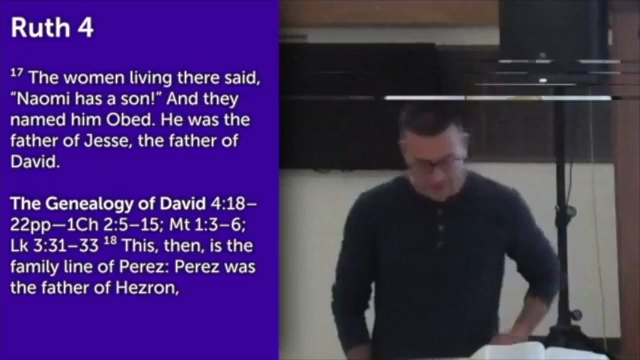 Ruth 4
17 The women living there said,
“Naomi has a son!” And they
named him Obed. He was the
father of Jesse, the father of
David.
The Genealogy of David 4:18–
22pp—1Ch 2:5–15; Mt 1:3–6;
Lk 3:31–33 18 This, then, is the
family line of Perez: Perez was
the father of Hezron,